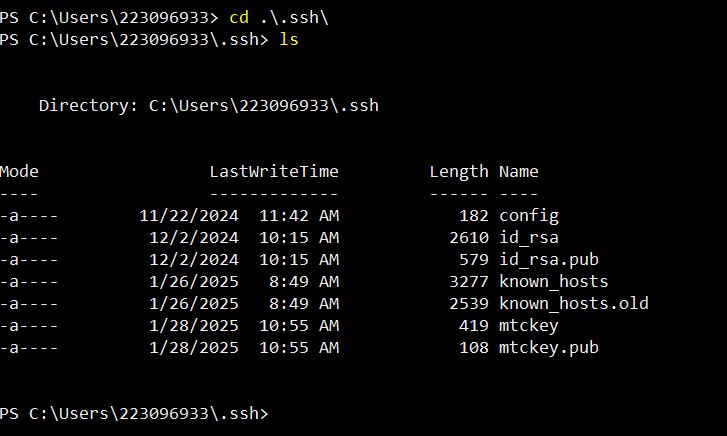 PS C:\Users\223096933> cd .\.ssh\
PS C:\Users\223096933\.ssh> ls
Directory: C:\Users\223096933\.ssh
Mode LastWriteTime Length Name
---- ------------- ------ ----
-a---- 11/22/2024 11:42 AM 182 config
-a---- 12/2/2024 10:15 AM 2610 id_rsa
-a---- 12/2/2024 10:15 AM 579 id_rsa.pub
-a---- 1/26/2025 8:49 AM 3277 known_hosts
-a---- 1/26/2025 8:49 AM 2539 known_hosts.old
-a---- 1/28/2025 10:55 AM 419 mtckey
-a---- 1/28/2025 10:55 AM 108 mtckey.pub
PS C:\Users\223096933\.ssh>